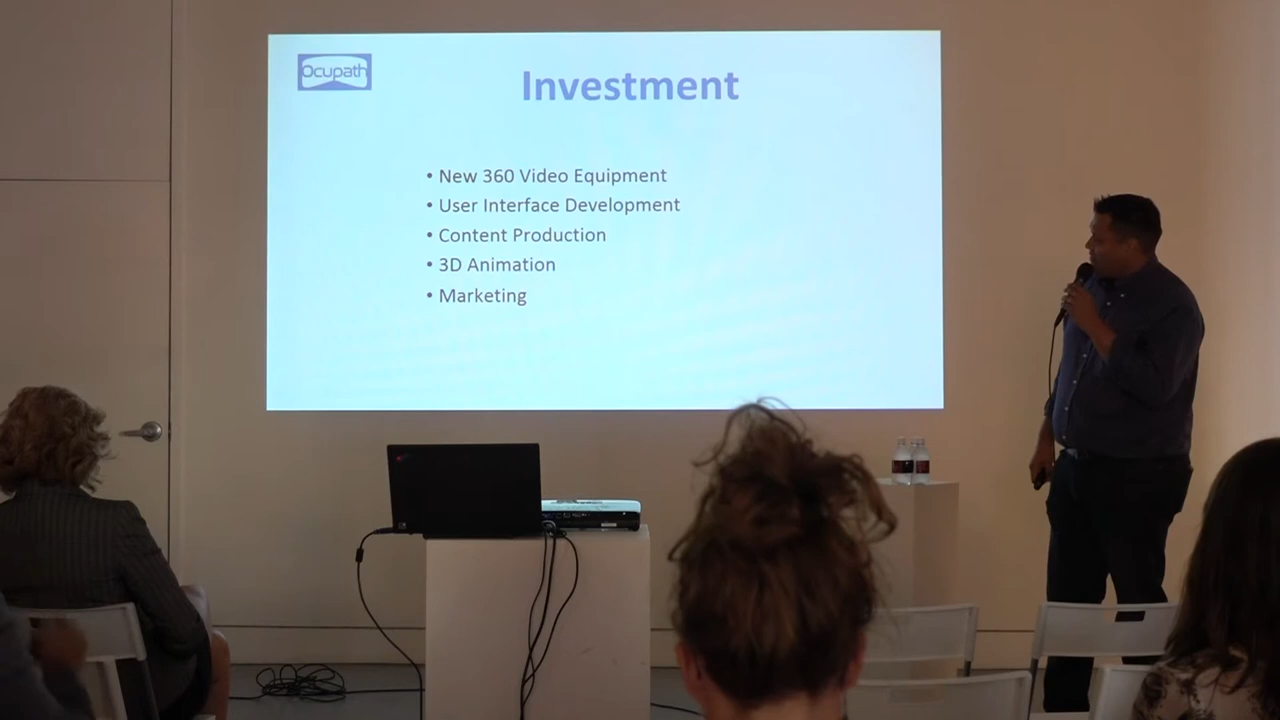 Ocupath
Investment
• New 360 Video Equipment
• User Interface Development
• Content Production
• 3D Animation
• Marketing